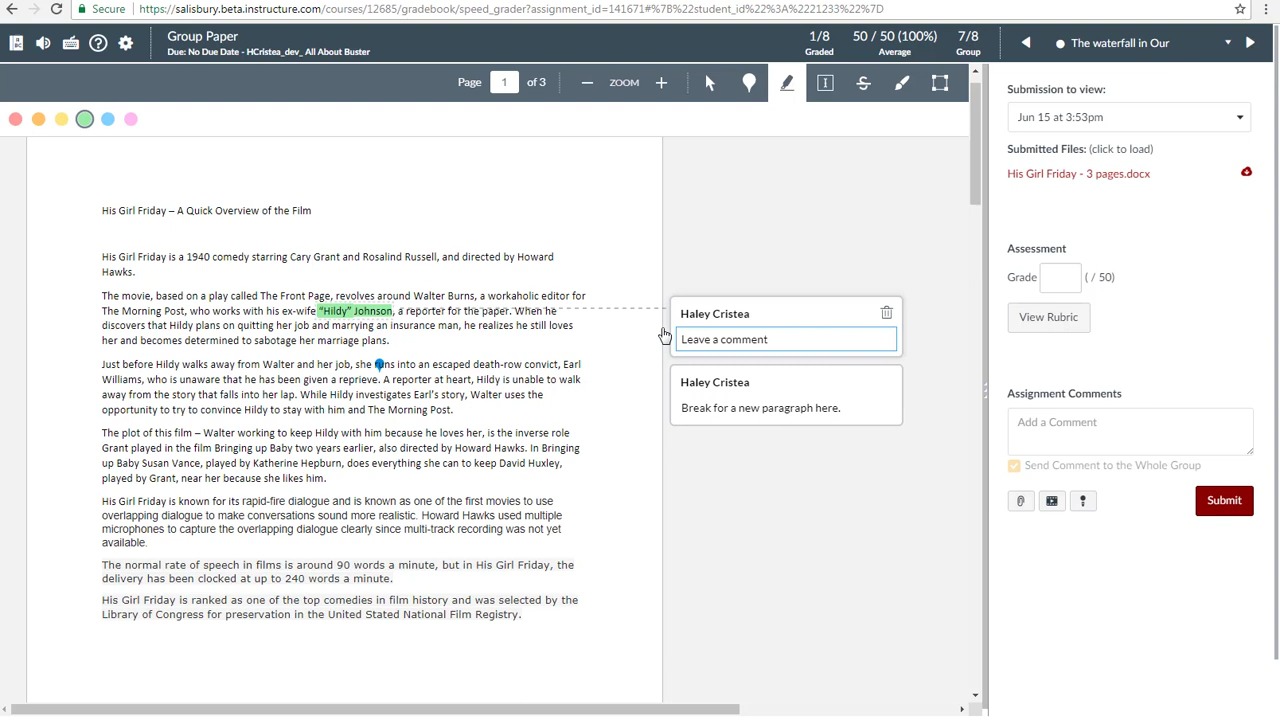 Secure
https://salisbury.beta.instructure.com/courses/12685/gradebook/speed_grader?assignment_id=141671#%7B%22student_id%22%3A%2221233%22%7D
Group Paper
Due: No Due Date - HCristea_dev_ All About Buster
1/8
Graded
50 / 50 (100%)
Average
7/8
Group
The waterfall in Our
Page 1 of 3
ZOOM
His Girl Friday – A Quick Overview of the Film
His Girl Friday is a 1940 comedy starring Cary Grant and Rosalind Russell, and directed by Howard
Hawks.
The movie, based on a play called The Front Page, revolves around Walter Burns, a workaholic editor for
The Morning Post, who works with his ex-wife “Hildy” Johnson, a reporter for the paper. When he
discovers that Hildy plans on quitting her job and marrying an insurance man, he realizes he still loves
her and becomes determined to sabotage her marriage plans.
Just before Hildy walks away from Walter and her job, she runs into an escaped death-row convict, Earl
Williams, who is unaware that he has been given a reprieve. A reporter at heart, Hildy is unable to walk
away from the story that falls into her lap. While Hildy investigates Earl’s story, Walter uses the
opportunity to try to convince Hildy to stay with him and The Morning Post.
The plot of this film – Walter working to keep Hildy with him because he loves her, is the inverse role
Grant played in the film Bringing up Baby two years earlier, also directed by Howard Hawks. In Bringing
up Baby Susan Vance, played by Katherine Hepburn, does everything she can to keep David Huxley,
played by Grant, near her because she likes him.
His Girl Friday is known for its rapid-fire dialogue and is known as one of the first movies to use
overlapping dialogue to make conversations sound more realistic. Howard Hawks used multiple
microphones to capture the overlapping dialogue clearly since multi-track recording was not yet
available.
The normal rate of speech in films is around 90 words a minute, but in His Girl Friday, the
delivery has been clocked at up to 240 words a minute.
His Girl Friday is ranked as one of the top comedies in film history and was selected by the
Library of Congress for preservation in the United Stated National Film Registry.
Haley Cristea
Leave a comment
Haley Cristea
Break for a new paragraph here.
Submission to view:
Jun 15 at 3:53pm
Submitted Files: (click to load)
His Girl Friday - 3 pages.docx
Assessment
Grade ( / 50)
View Rubric
Assignment Comments
Add a Comment
Send Comment to the Whole Group
Submit